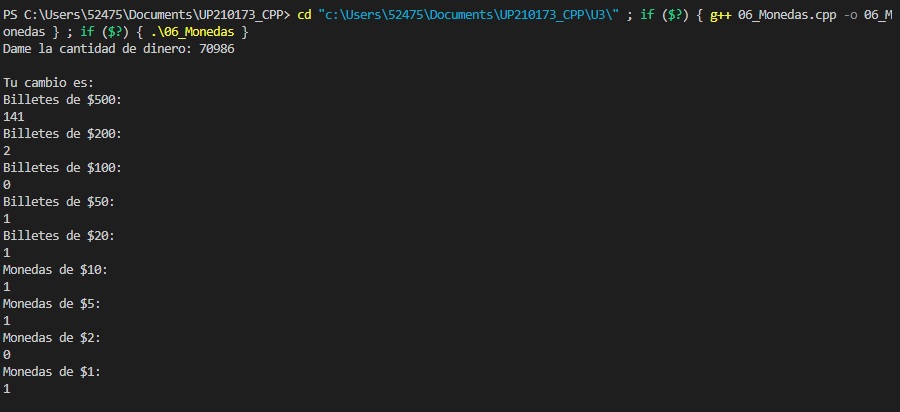 PS C:\Users\52475\Documents\UP210173_CPP> cd "c:\Users\52475\Documents\UP210173_CPP\U3\" ; if ($?) { g++ 06_Monedas.cpp -o 06_M
onedas } ; if ($?) { .\06_Monedas }
Dame la cantidad de dinero: 70986

Tu cambio es:
Billetes de $500:
141
Billetes de $200:
2
Billetes de $100:
0
Billetes de $50:
1
Billetes de $20:
1
Monedas de $10:
1
Monedas de $5:
1
Monedas de $2:
0
Monedas de $1:
1